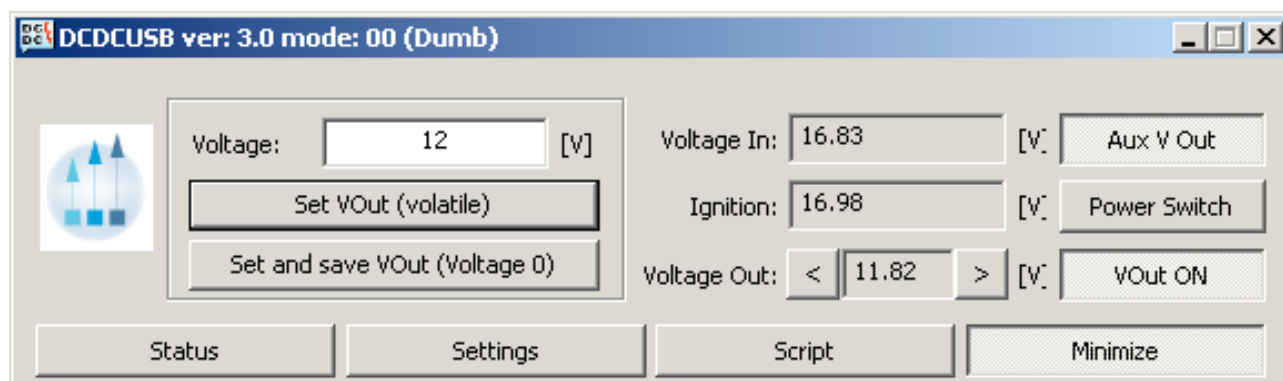 DCDCUSB ver: 3.0 mode: 00 (Dumb)
Voltage: 12 [V]
Set VOut (volatile)
Set and save VOut (Voltage 0)
Voltage In: 16.83 [V] Aux V Out
Ignition: 16.98 [V] Power Switch
Voltage Out: < 11.82 > [V] VOut ON
Status Settings Script Minimize